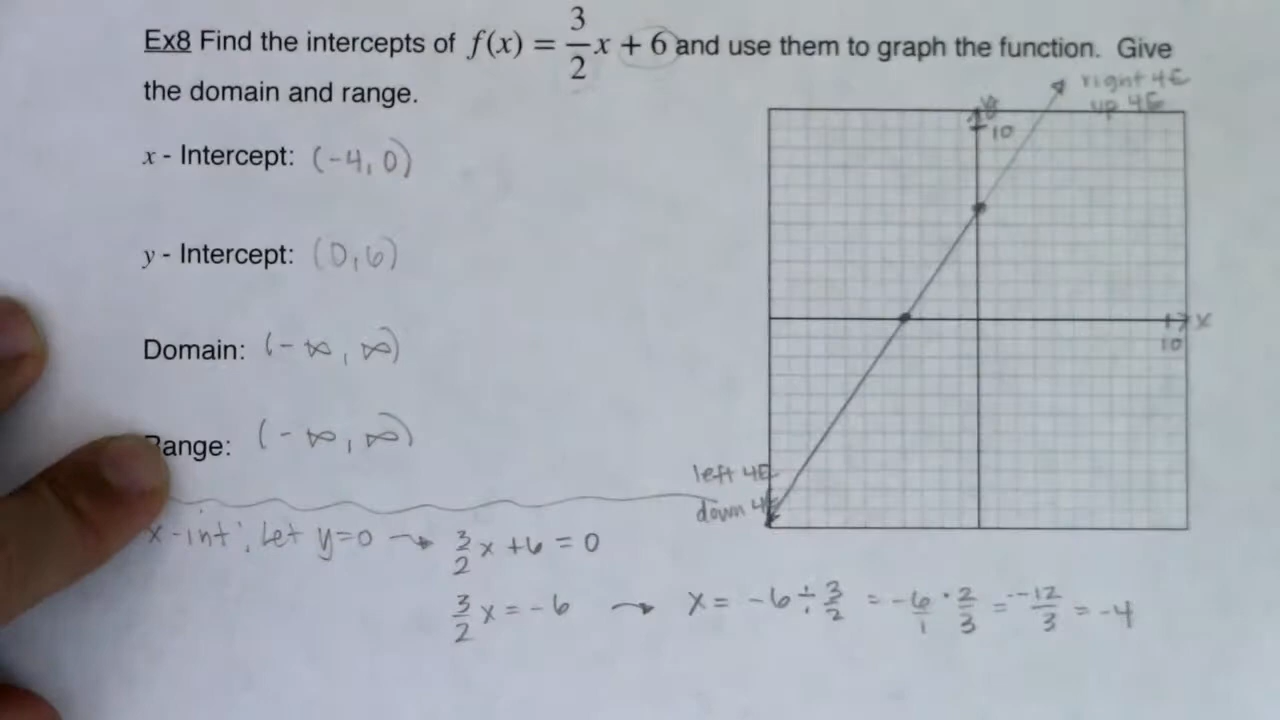 Ex8 Find the intercepts of f(x) = 3/2 x + 6 and use them to graph the function. Give
the domain and range.
right 4E
up 4E
y
10
x - Intercept: (-4, 0)
y - Intercept: (0, 6)
x
10
Domain: (-∞, ∞)
Range: (-∞, ∞)
left 4E
down 4E
x-int: Let y=0 → 3/2 x + 6 = 0
3/2 x = -6 → x = -6 ÷ 3/2 = -6/1 · 2/3 = -12/3 = -4